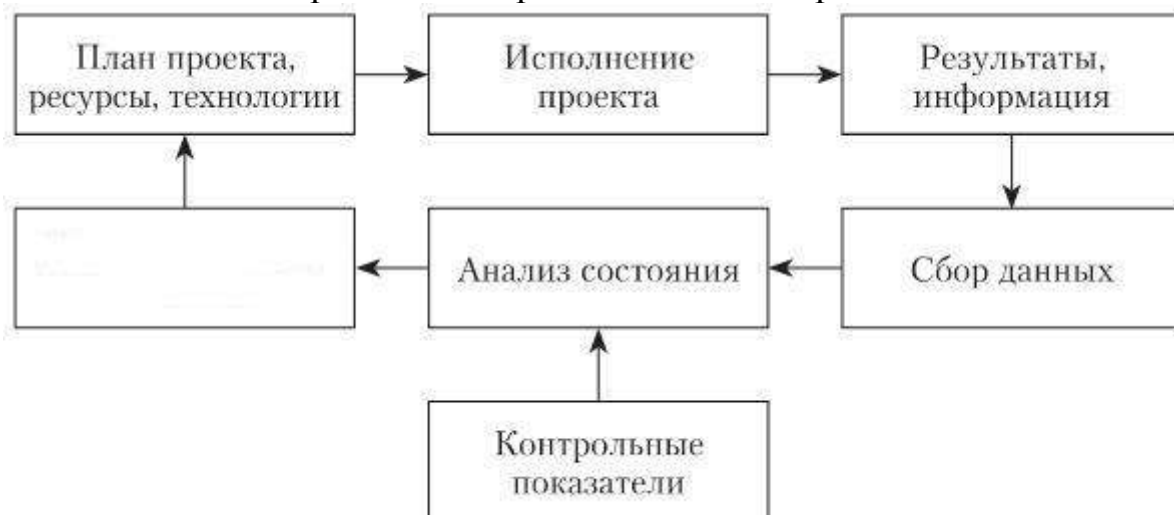 План проекта,
ресурсы, технологии
Исполнение
проекта
Результаты,
информация
Анализ состояния
Сбор данных
Контрольные
показатели